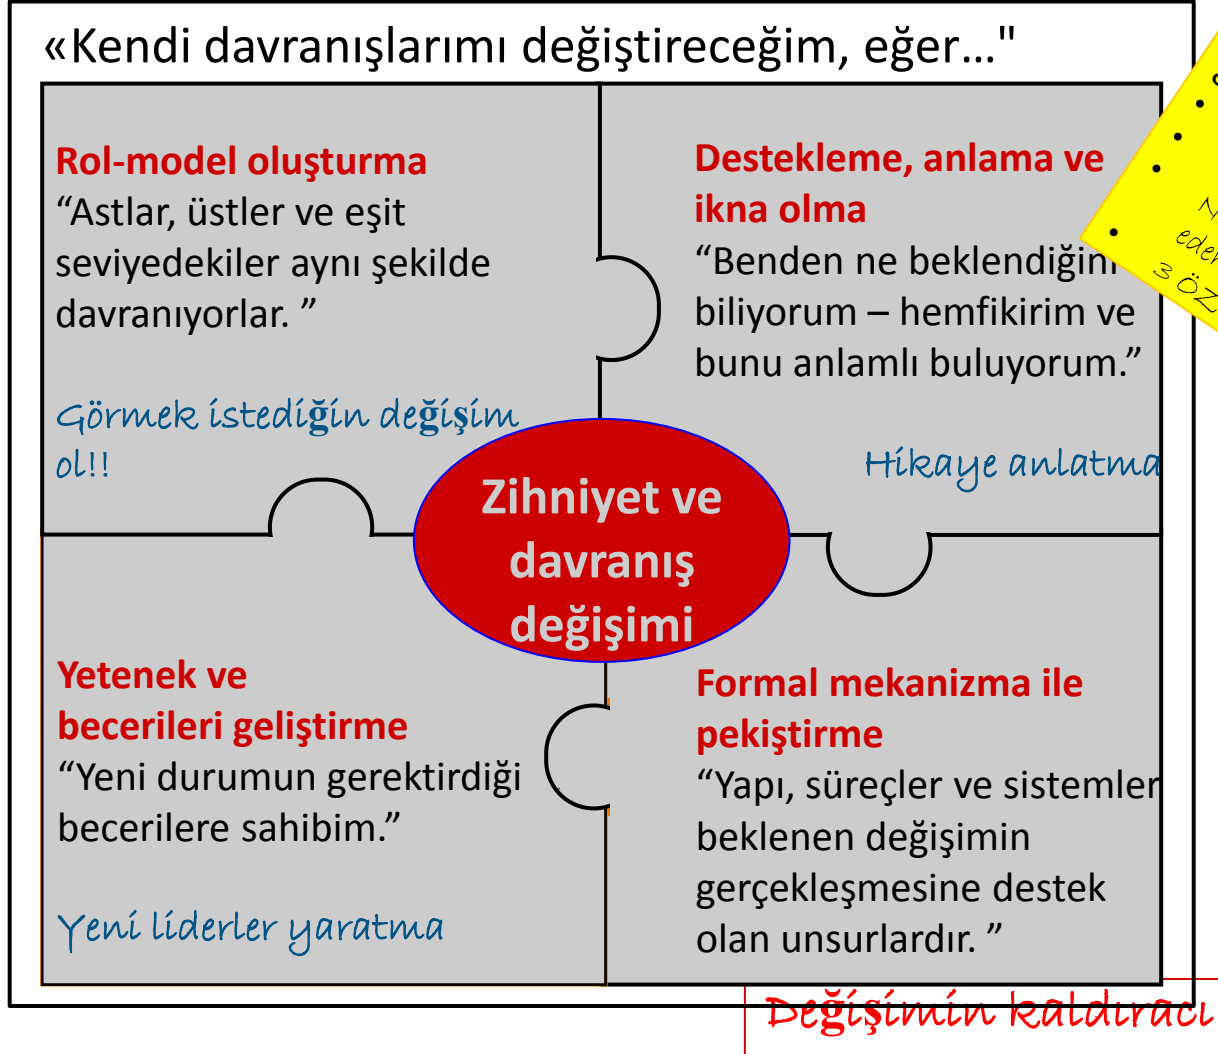 «Kendi davranışlarımı değiştireceğim, eğer..."
Rol-model oluşturma
“Astlar, üstler ve eşit
seviyedekiler aynı şekilde
davranıyorlar. ”
Görmek istediğin değişim
ol!!
Destekleme, anlama ve
ikna olma
“Benden ne beklendiğini
biliyorum – hemfikirim ve
bunu anlamlı buluyorum.”
Hikaye anlatma
Zihniyet ve
davranış
değişimi
Yetenek ve
becerileri geliştirme
“Yeni durumun gerektirdiği
becerilere sahibim.”
Yeni liderler yaratma
Formal mekanizma ile
pekiştirme
“Yapı, süreçler ve sistemler
beklenen değişimin
gerçekleşmesine destek
olan unsurlardır. ”
Değişimin kaldıracı
3